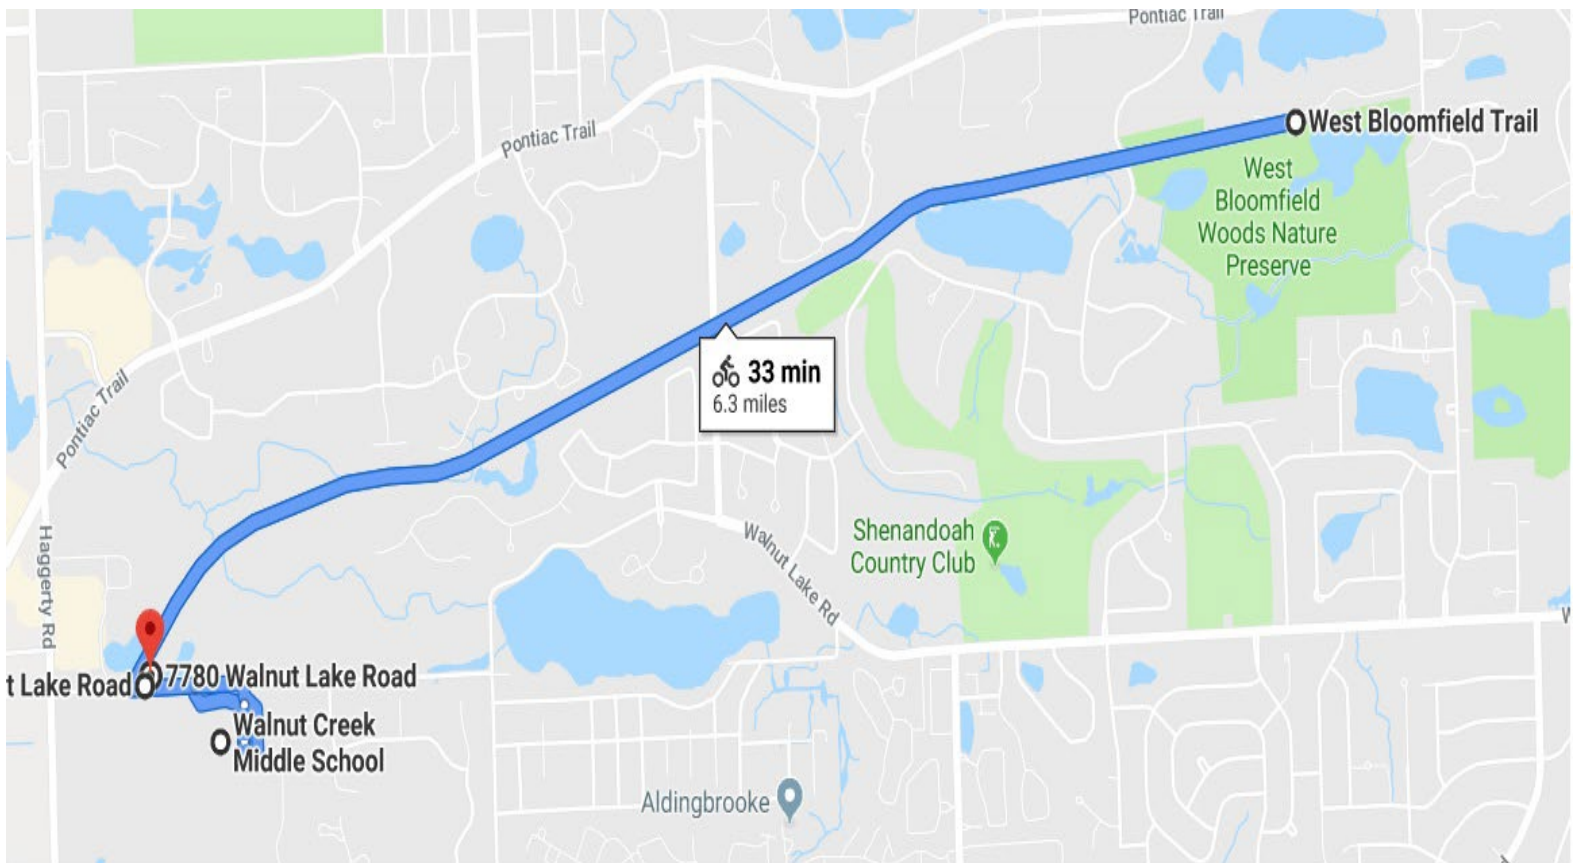 Pontiac Trail
West Bloomfield Trail
Pontiac Trail
West
Bloomfield
Woods Nature
Preserve
33 min
6.3 miles
Pontiac Trail
Shenandoah
Country Club
Walnut Lake Rd
Haggerty Rd
W
7780 Walnut Lake Road
t Lake Road
Walnut Creek
Middle School
Aldingbrooke